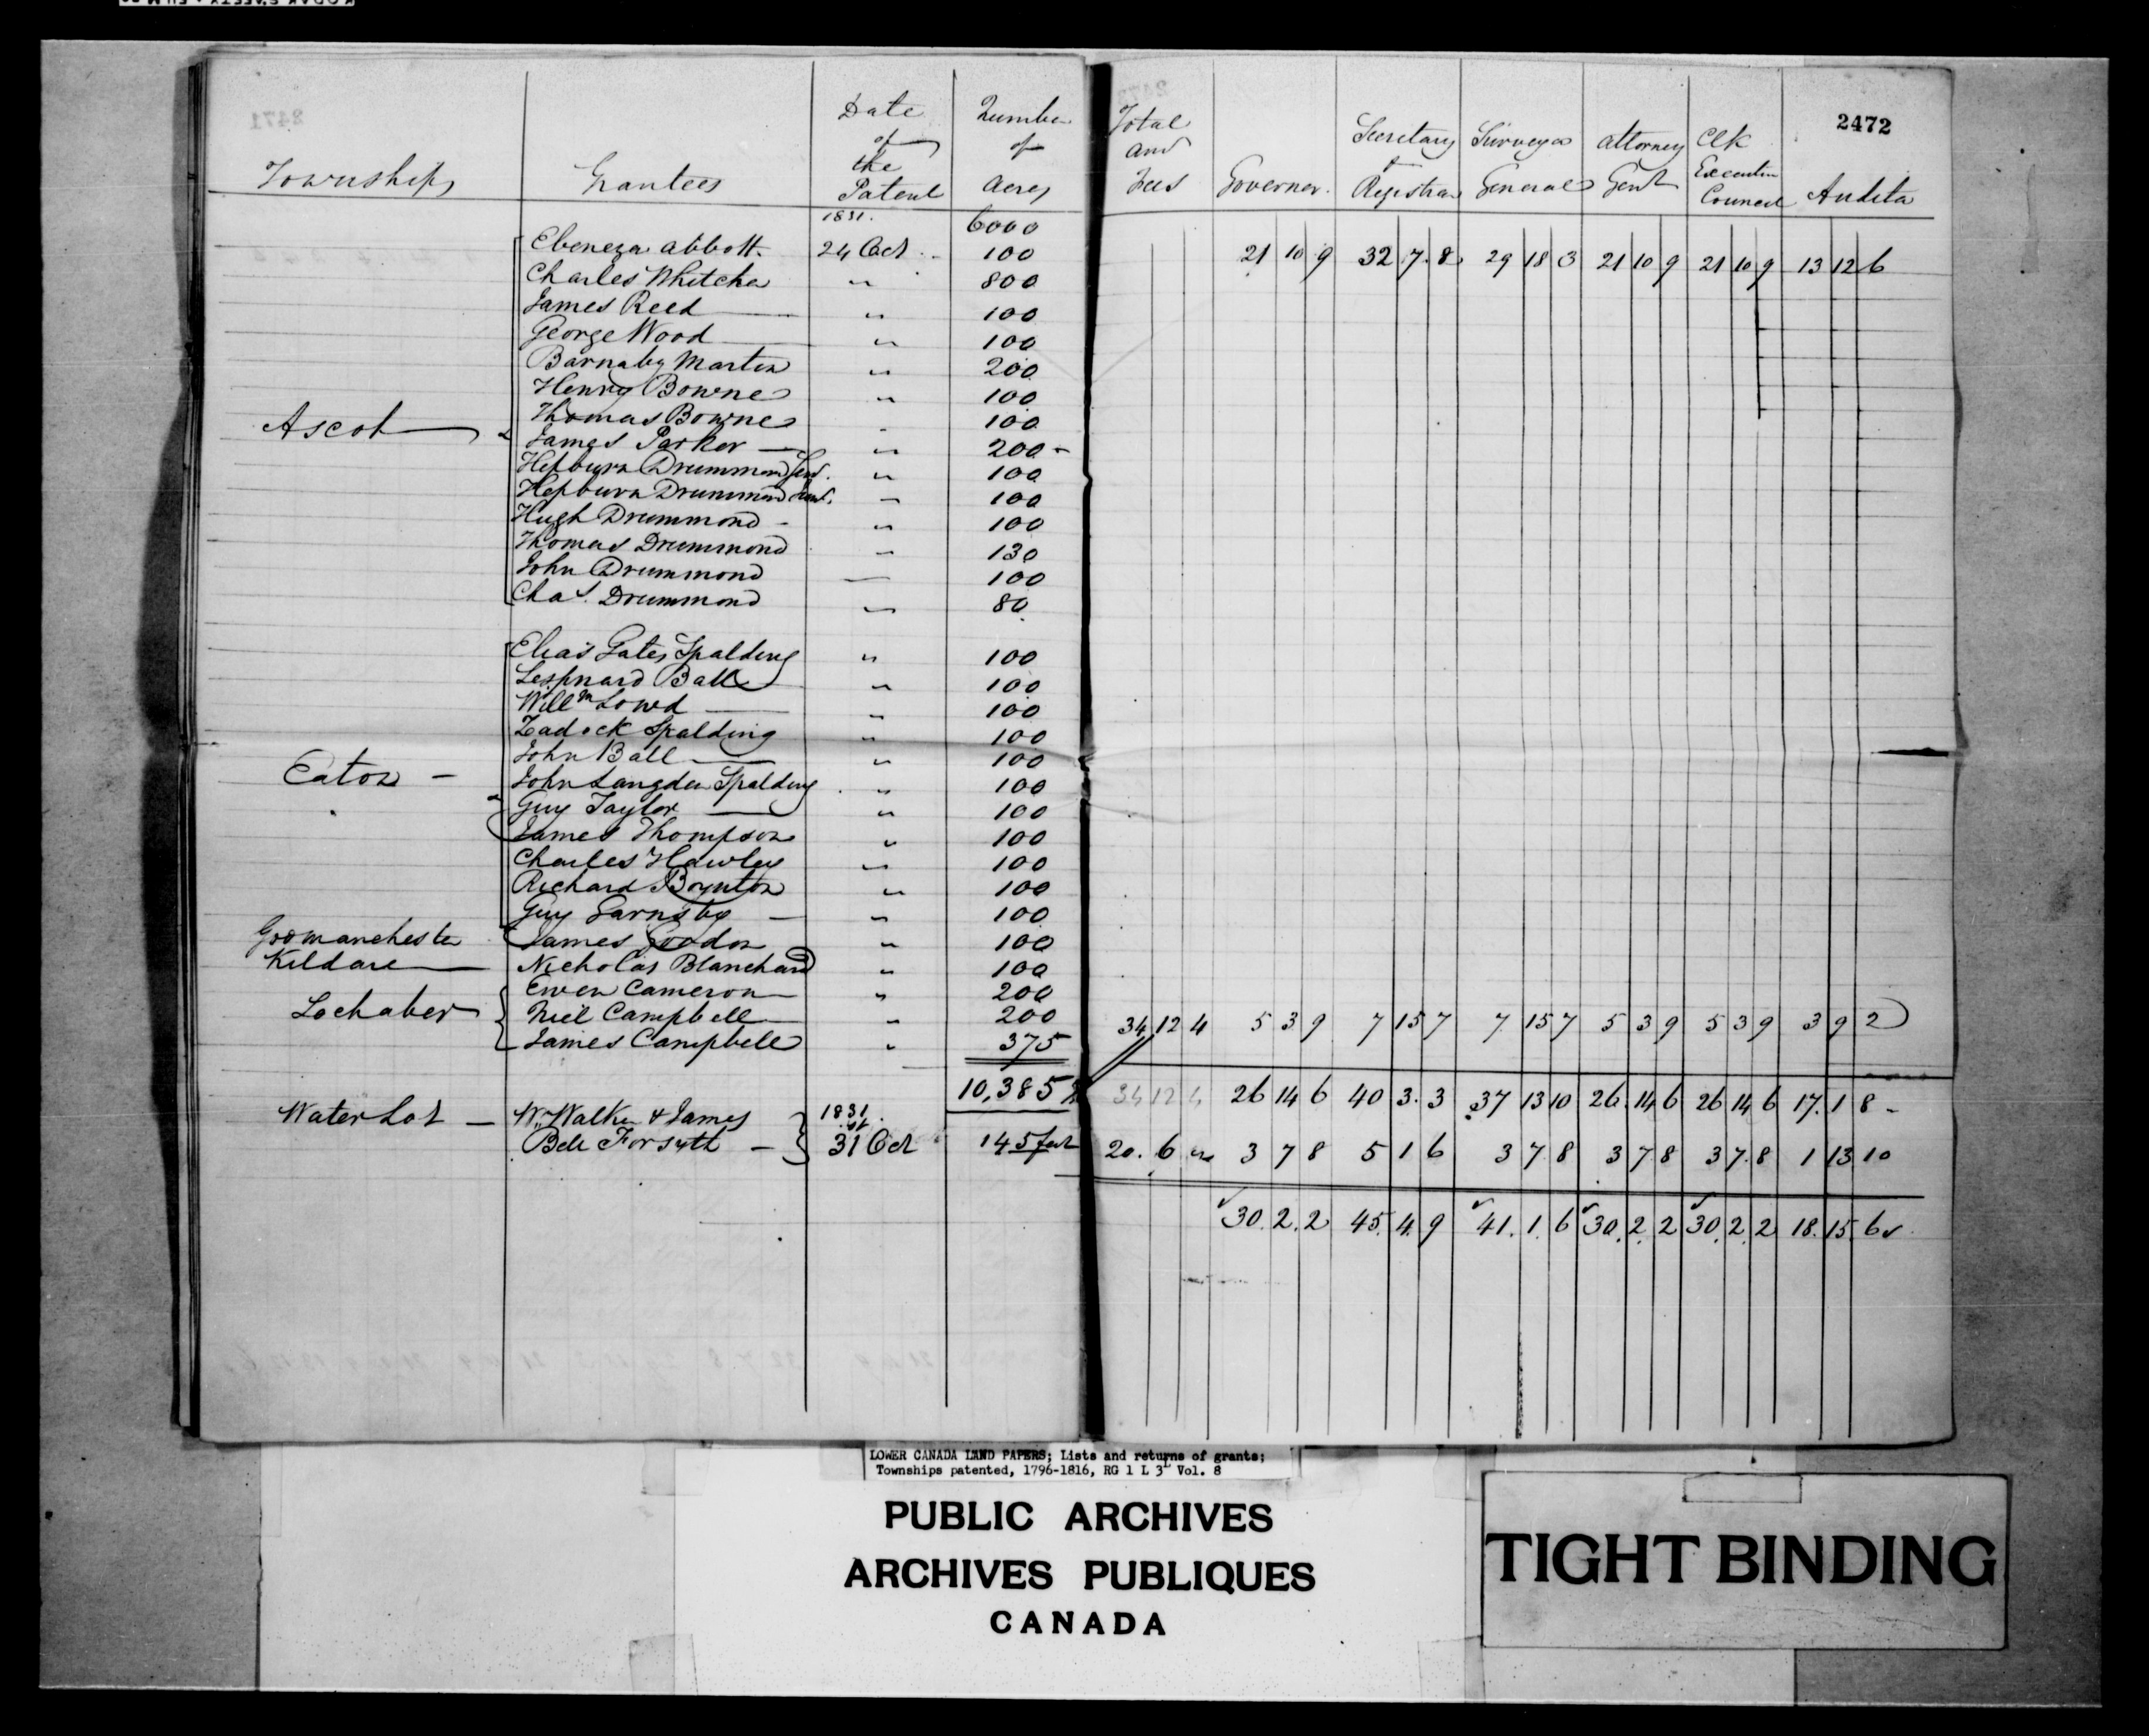 2472
Township Grantees Date of the Patent Number of Acres Total and Fees Governor. Secretary & Registrar Surveyor General Attorney Genl Clk Executive Council Audita
1831. 6000
Ebenezer Abbott. 24 Oct 100 21 10 9 32 7 8 29 18 3 21 10 9 21 10 9 13 12 6
Charles Whitcher " 800
James Reed " 100
George Wood " 100
Barnaby Martin " 200
Henry Bowne " 100
Thomas Bowne " 100
Ascot James Parker " 200
Hepburn Drummond Senr. " 100
Hepburn Drummond Junr. " 100
Hugh Drummond " 100
Thomas Drummond " 130
John Drummond " 100
Chas. Drummond " 80
Elias Gates Spalding " 100
Leonard Ball " 100
Willm Lowd " 100
Zadock Spalding " 100
John Ball " 100
Eaton John Langdon Spalding " 100
Guy Taylor " 100
James Thompson " 100
Charles Hawley " 100
Richard Boynton " 100
Guy Barnsby " 100
Godmanchester James Gordon " 100
Kildare Nicholas Blanchard " 100
Ewen Cameron " 200
Lochaber Niel Campbell " 200 34 12 4 5 3 9 7 15 7 7 15 7 5 3 9 5 3 9 3 9 2
James Campbell " 375
10,385 34 12 4 26 14 6 40 3 3 37 13 10 26 14 6 26 14 6 17 1 8
Water Lot Wm Walker & James 1831.
Bell Forsyth 31 Oct 145 feet 20 6 " 3 7 8 5 1 6 3 7 8 3 7 8 3 7 8 1 13 10
30 2 2 45 4 9 41 1 6 30 2 2 30 2 2 18 15 6
LOWER CANADA LAND PAPERS; Lists and returns of grants;
Townships patented, 1796-1816, RG 1 L 3L Vol. 8
PUBLIC ARCHIVES
ARCHIVES PUBLIQUES
CANADA
TIGHT BINDING